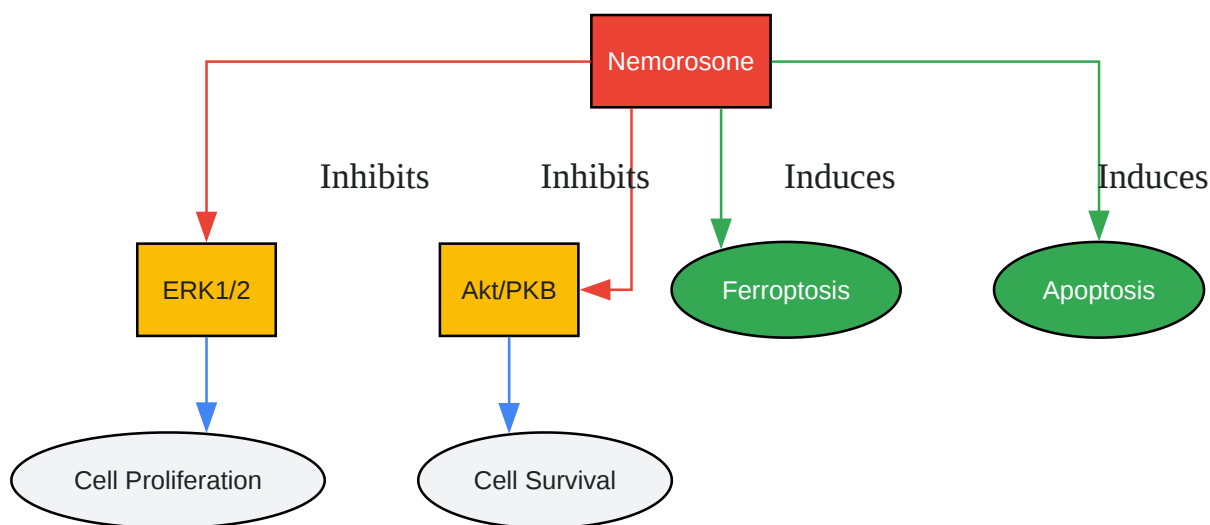 Nemorosone
Inhibits
Inhibits
Induces
Induces
ERK1/2
Akt/PKB
Ferroptosis
Apoptosis
Cell Proliferation
Cell Survival